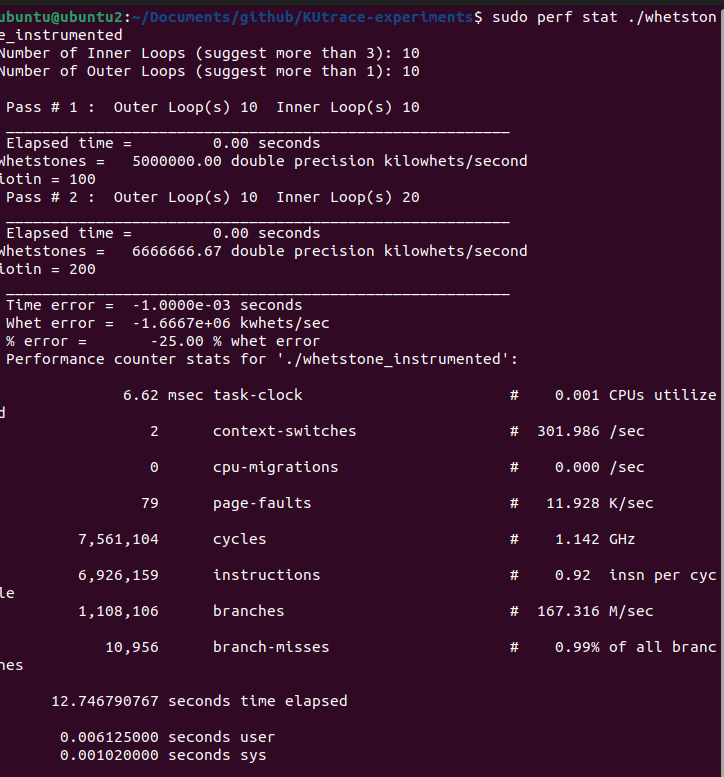 ubuntu@ubuntu2:~/Documents/github/KUtrace-experiments$ sudo perf stat ./whetston
e_instrumented
Number of Inner Loops (suggest more than 3): 10
Number of Outer Loops (suggest more than 1): 10
Pass # 1 :  Outer Loop(s) 10  Inner Loop(s) 10
________________________________________________________
Elapsed time =         0.00 seconds
Whetstones =   5000000.00 double precision kilowhets/second
iotin = 100
Pass # 2 :  Outer Loop(s) 10  Inner Loop(s) 20
________________________________________________________
Elapsed time =         0.00 seconds
Whetstones =   6666666.67 double precision kilowhets/second
iotin = 200
________________________________________________________
Time error =  -1.0000e-03 seconds
Whet error =  -1.6667e+06 kwhets/sec
% error =       -25.00 % whet error
Performance counter stats for './whetstone_instrumented':
6.62 msec task-clock                       #    0.001 CPUs utilize
d
2      context-switches                 #  301.986 /sec
0      cpu-migrations                   #    0.000 /sec
79      page-faults                      #   11.928 K/sec
7,561,104      cycles                           #    1.142 GHz
6,926,159      instructions                     #    0.92  insn per cyc
le
1,108,106      branches                         #  167.316 M/sec
10,956      branch-misses                    #    0.99% of all branc
hes
12.746790767 seconds time elapsed
0.006125000 seconds user
0.001020000 seconds sys